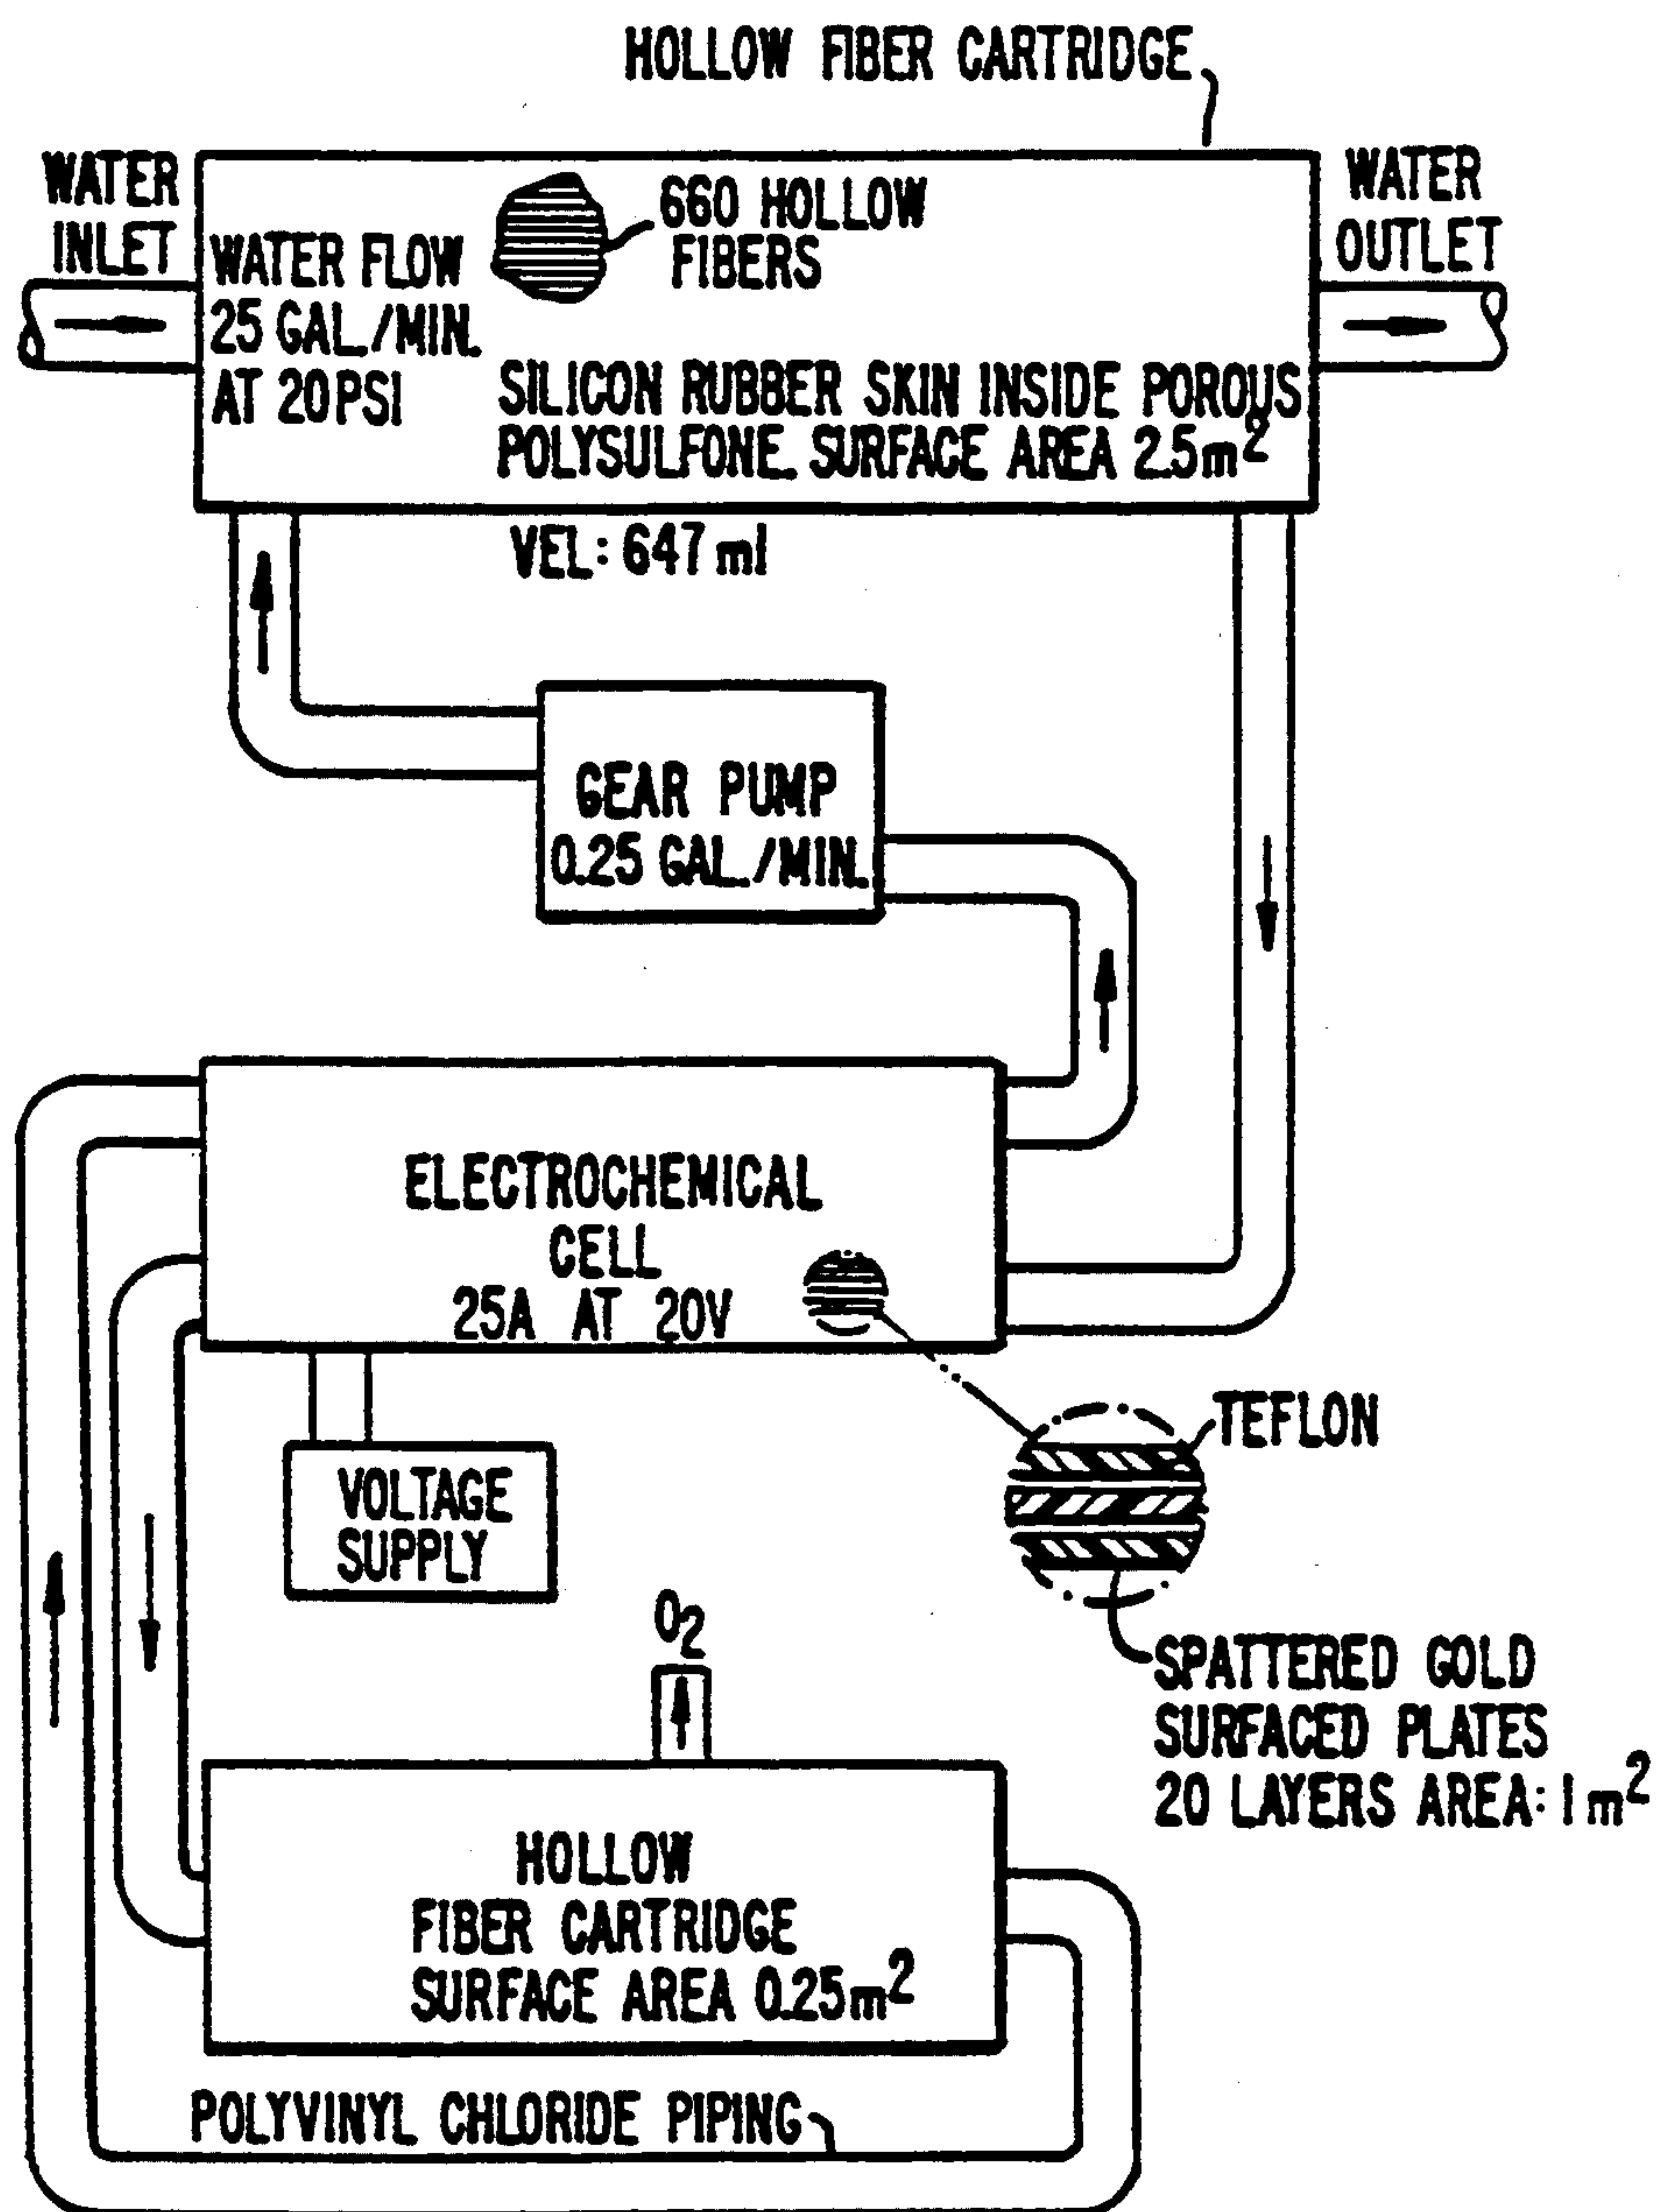 HOLLOW FIBER CARTRIDGE
WATER
INLET
WATER FLOW
25 GAL./MIN.
AT 20 PSI
660 HOLLOW
FIBERS
WATER
OUTLET
SILICON RUBBER SKIN INSIDE POROUS
POLYSULFONE. SURFACE AREA 2.5m²
VEL: 647 ml
GEAR PUMP
0.25 GAL./MIN.
ELECTROCHEMICAL
CELL
25A AT 20V
TEFLON
VOLTAGE
SUPPLY
O₂
SPATTERED GOLD
SURFACED PLATES
20 LAYERS AREA: 1m²
HOLLOW
FIBER CARTRIDGE
SURFACE AREA 0.25m²
POLYVINYL CHLORIDE PIPING